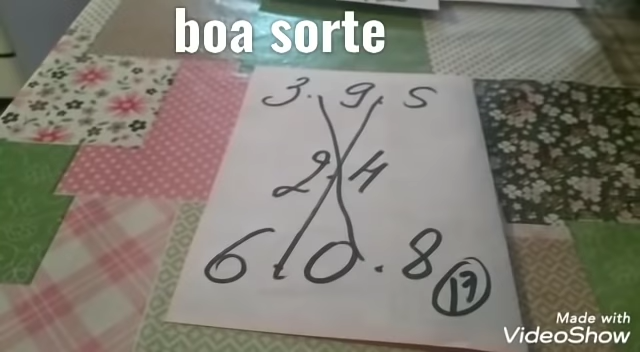 boa sorte
3. 9. 5
2. 4
6. 0. 8 17
Made with
VideoShow